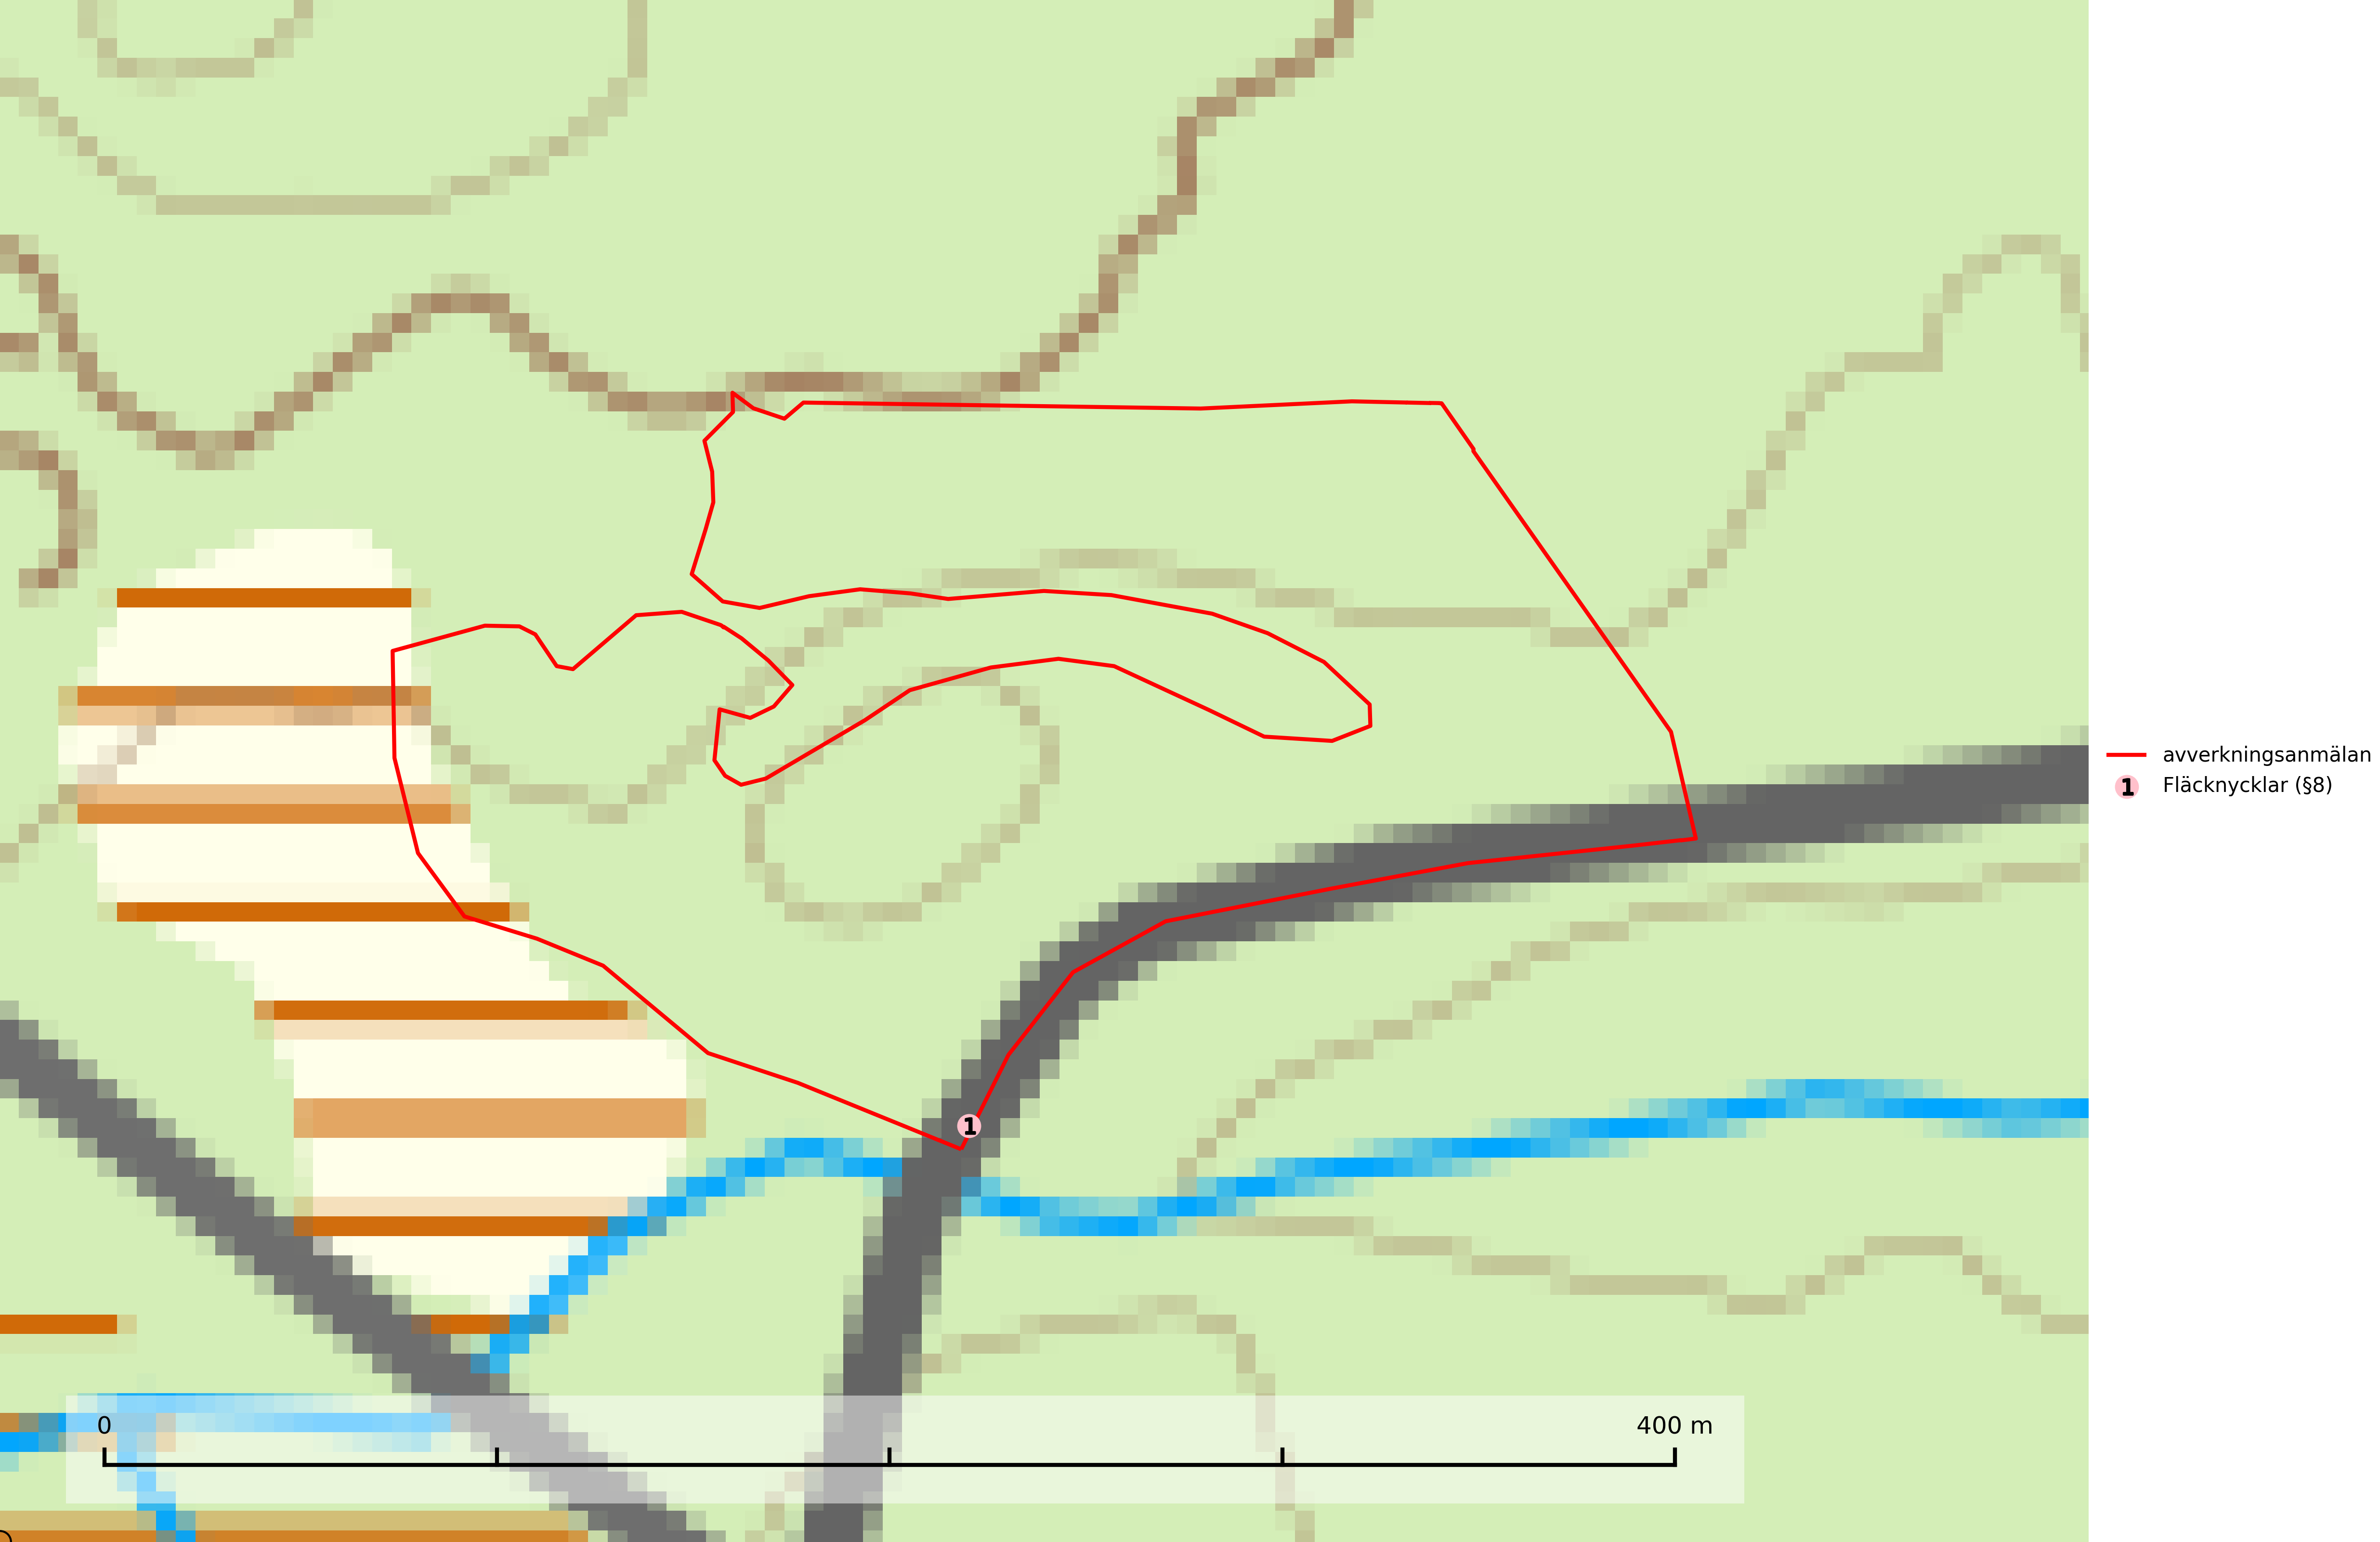 avverkningsanmälan
1 Fläcknycklar (§8)
1
0 400 m